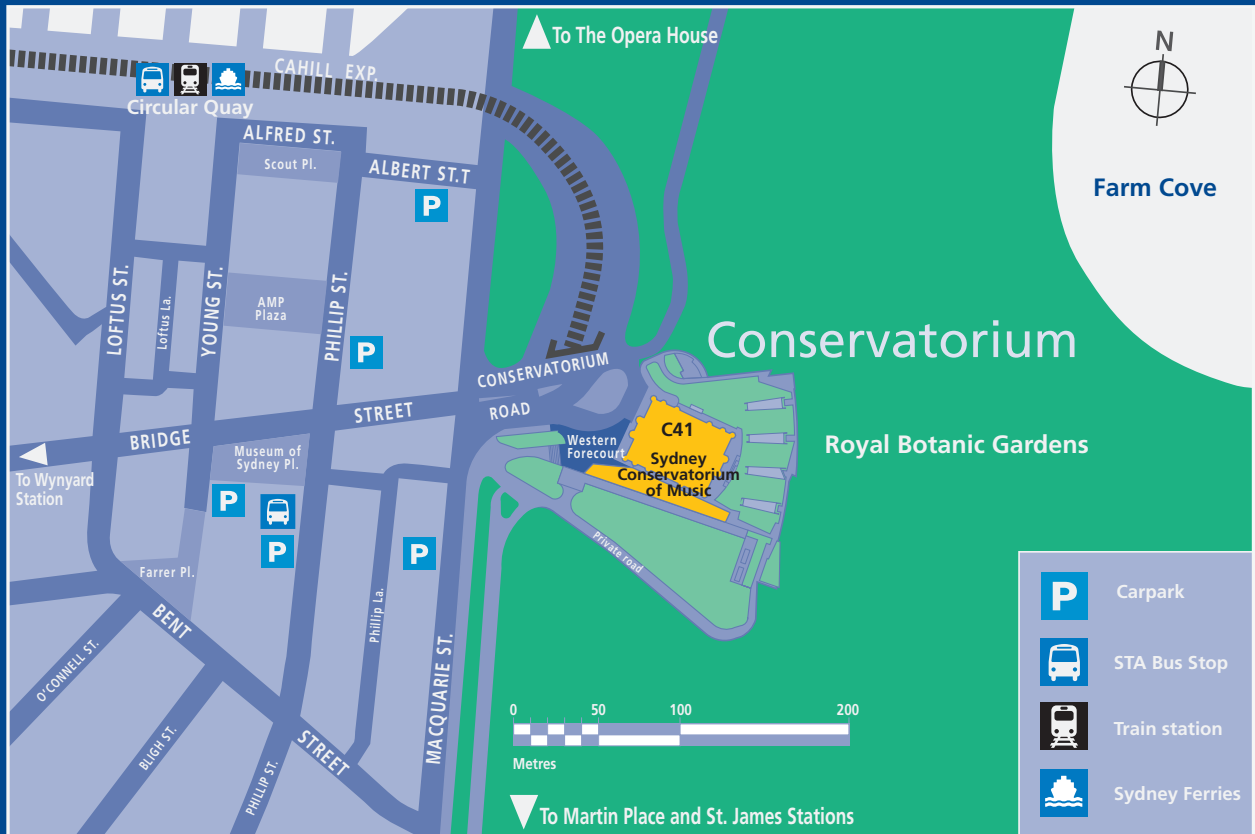 To The Opera House
N
CAHILL EXP.
Circular Quay
ALFRED ST.
Scout Pl.
ALBERT ST.T
P
Farm Cove
LOFTUS ST.
Loftus La.
YOUNG ST.
AMP
Plaza
PHILLIP ST.
P
Conservatorium
CONSERVATORIUM
ROAD
BRIDGE
STREET
Western
Forecourt
C41
Sydney
Conservatorium
of Music
Royal Botanic Gardens
To Wynyard
Station
Museum of
Sydney Pl.
P
P
P
Private road
Farrer Pl.
BENT
STREET
Phillip La.
MACQUARIE ST.
O'CONNELL ST.
BLIGH ST.
PHILLIP ST.
0 50 100 200
Metres
To Martin Place and St. James Stations
P Carpark
STA Bus Stop
Train station
Sydney Ferries